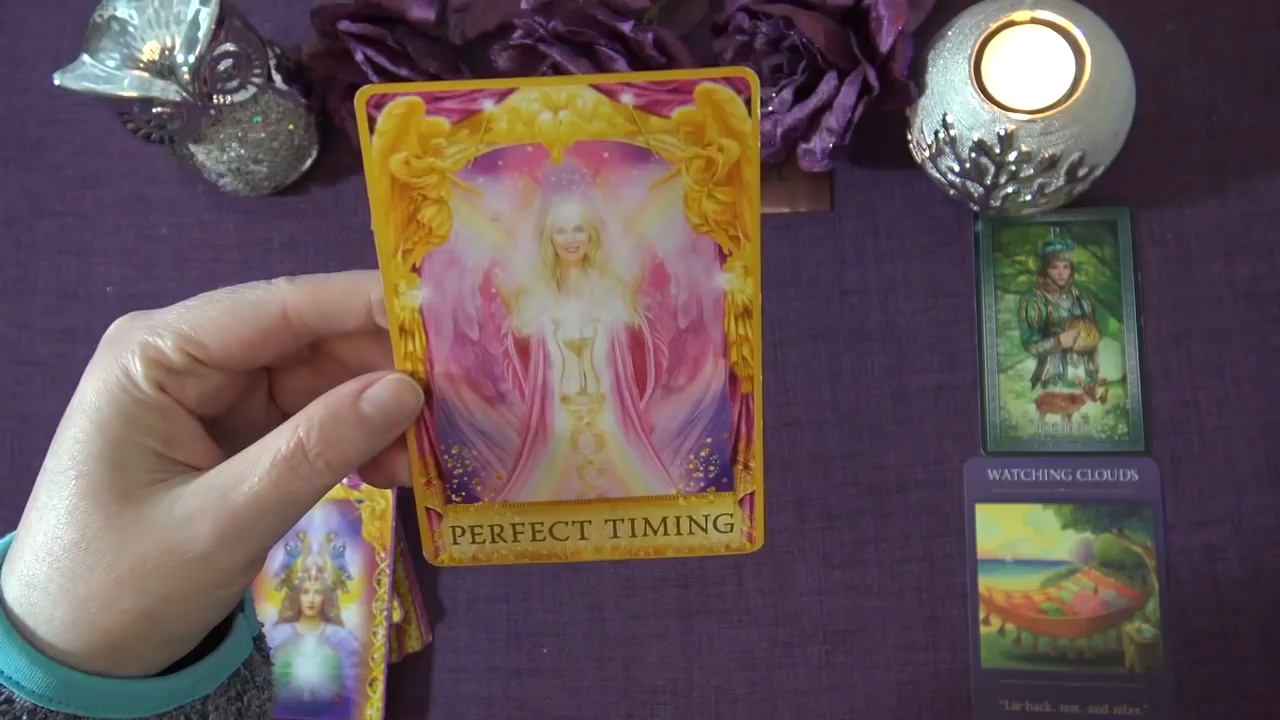 PERFECT TIMING
WATCHING CLOUDS
"Lie back, rest, and relax."